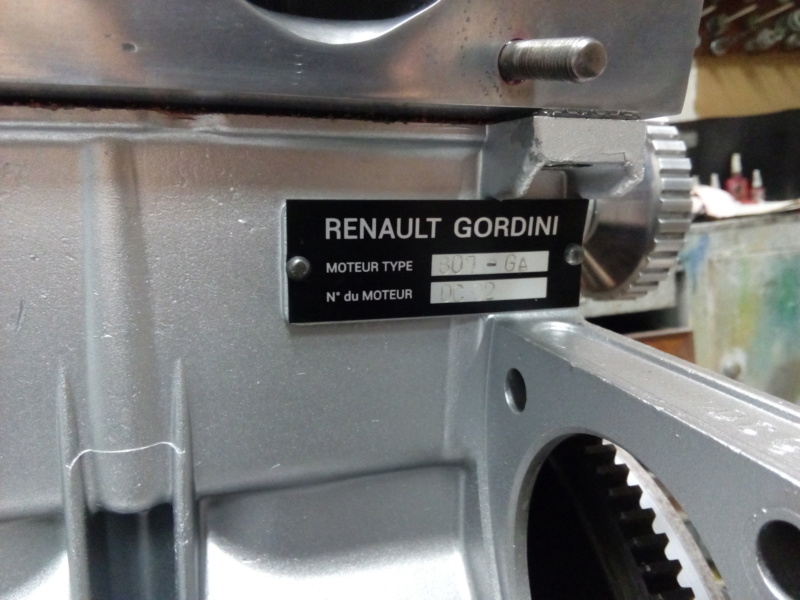 RENAULT GORDINI
MOTEUR TYPE 807-GA
N° du MOTEUR DC 2